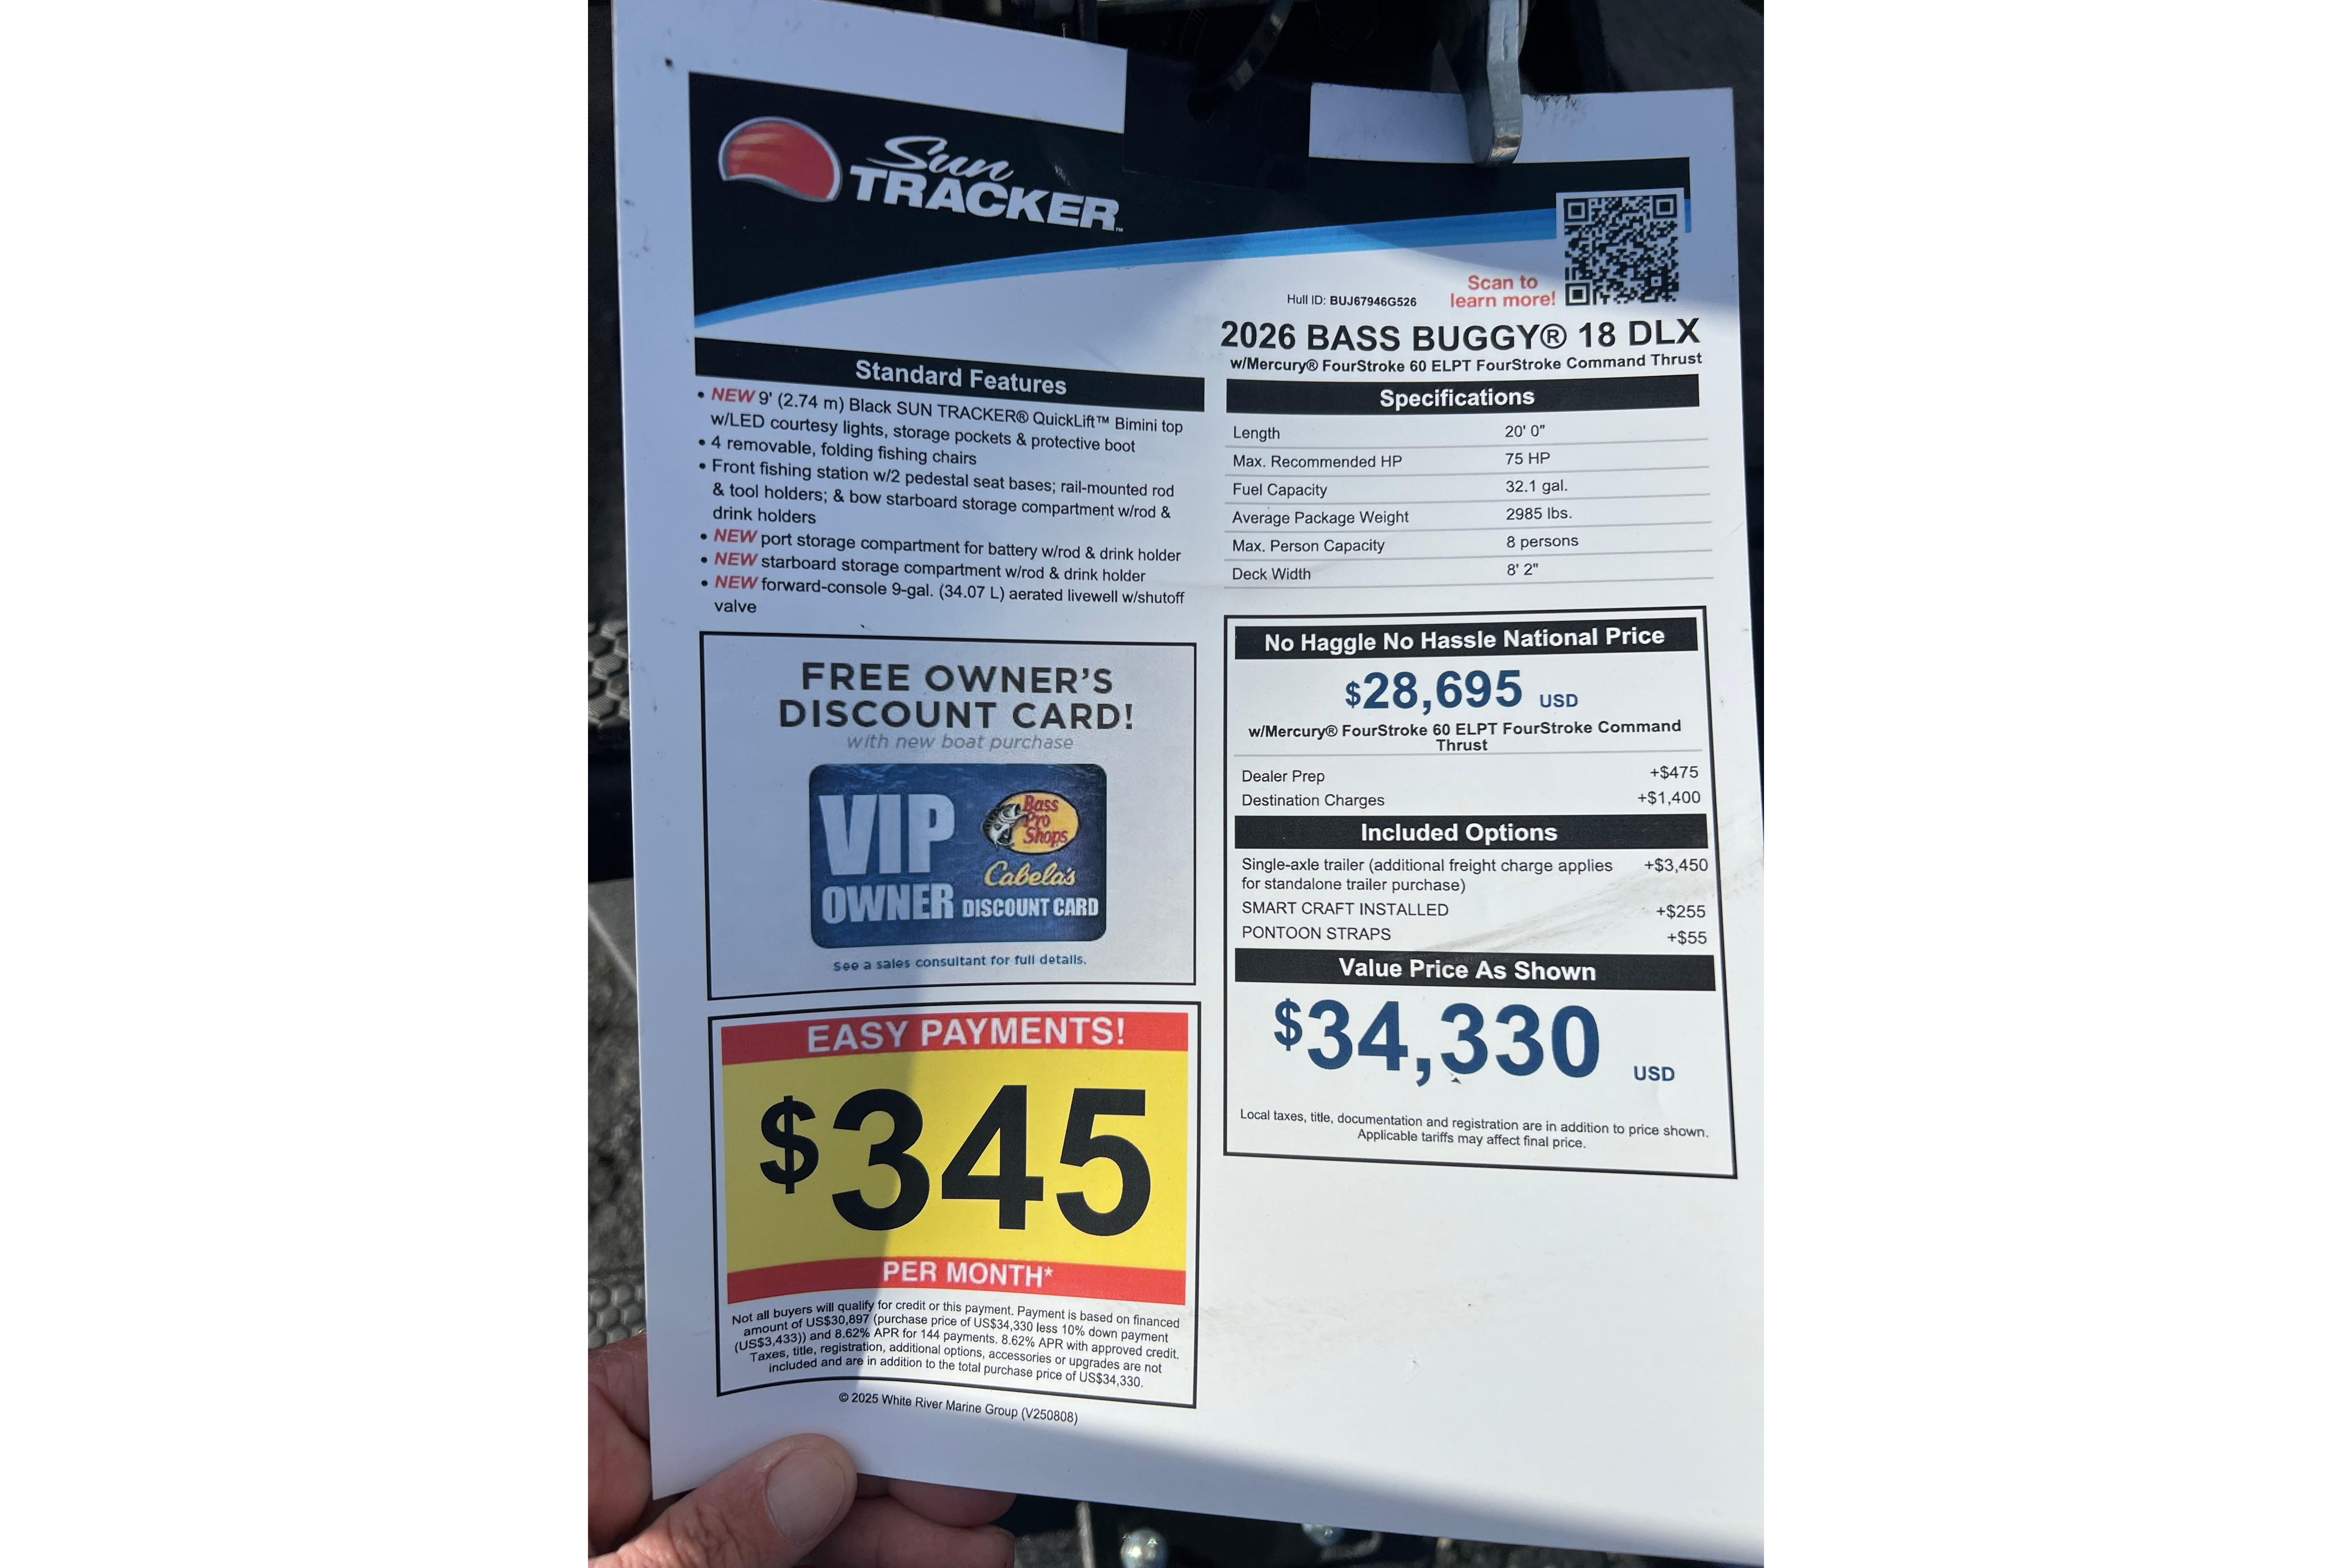 Sun
TRACKER™
Scan to
learn more!
Hull ID: BUJ67946G526
2026 BASS BUGGY® 18 DLX
w/Mercury® FourStroke 60 ELPT FourStroke Command Thrust
Standard Features
• NEW 9' (2.74 m) Black SUN TRACKER® QuickLift™ Bimini top
w/LED courtesy lights, storage pockets & protective boot
• 4 removable, folding fishing chairs
• Front fishing station w/2 pedestal seat bases; rail-mounted rod
& tool holders; & bow starboard storage compartment w/rod &
drink holders
• NEW port storage compartment for battery w/rod & drink holder
• NEW starboard storage compartment w/rod & drink holder
• NEW forward-console 9-gal. (34.07 L) aerated livewell w/shutoff
valve
Specifications
Length 20' 0"
Max. Recommended HP 75 HP
Fuel Capacity 32.1 gal.
Average Package Weight 2985 lbs.
Max. Person Capacity 8 persons
Deck Width 8' 2"
FREE OWNER'S
DISCOUNT CARD!
with new boat purchase
VIP
OWNER DISCOUNT CARD
Bass
Pro
Shops
Cabela's
See a sales consultant for full details.
No Haggle No Hassle National Price
$28,695 USD
w/Mercury® FourStroke 60 ELPT FourStroke Command
Thrust
Dealer Prep +$475
Destination Charges +$1,400
Included Options
Single-axle trailer (additional freight charge applies +$3,450
for standalone trailer purchase)
SMART CRAFT INSTALLED +$255
PONTOON STRAPS +$55
Value Price As Shown
$34,330 USD
Local taxes, title, documentation and registration are in addition to price shown.
Applicable tariffs may affect final price.
EASY PAYMENTS!
$345
PER MONTH*
Not all buyers will qualify for credit or this payment. Payment is based on financed
amount of US$30,897 (purchase price of US$34,330 less 10% down payment
(US$3,433)) and 8.62% APR for 144 payments. 8.62% APR with approved credit.
Taxes, title, registration, additional options, accessories or upgrades are not
included and are in addition to the total purchase price of US$34,330.
© 2025 White River Marine Group (V250808)